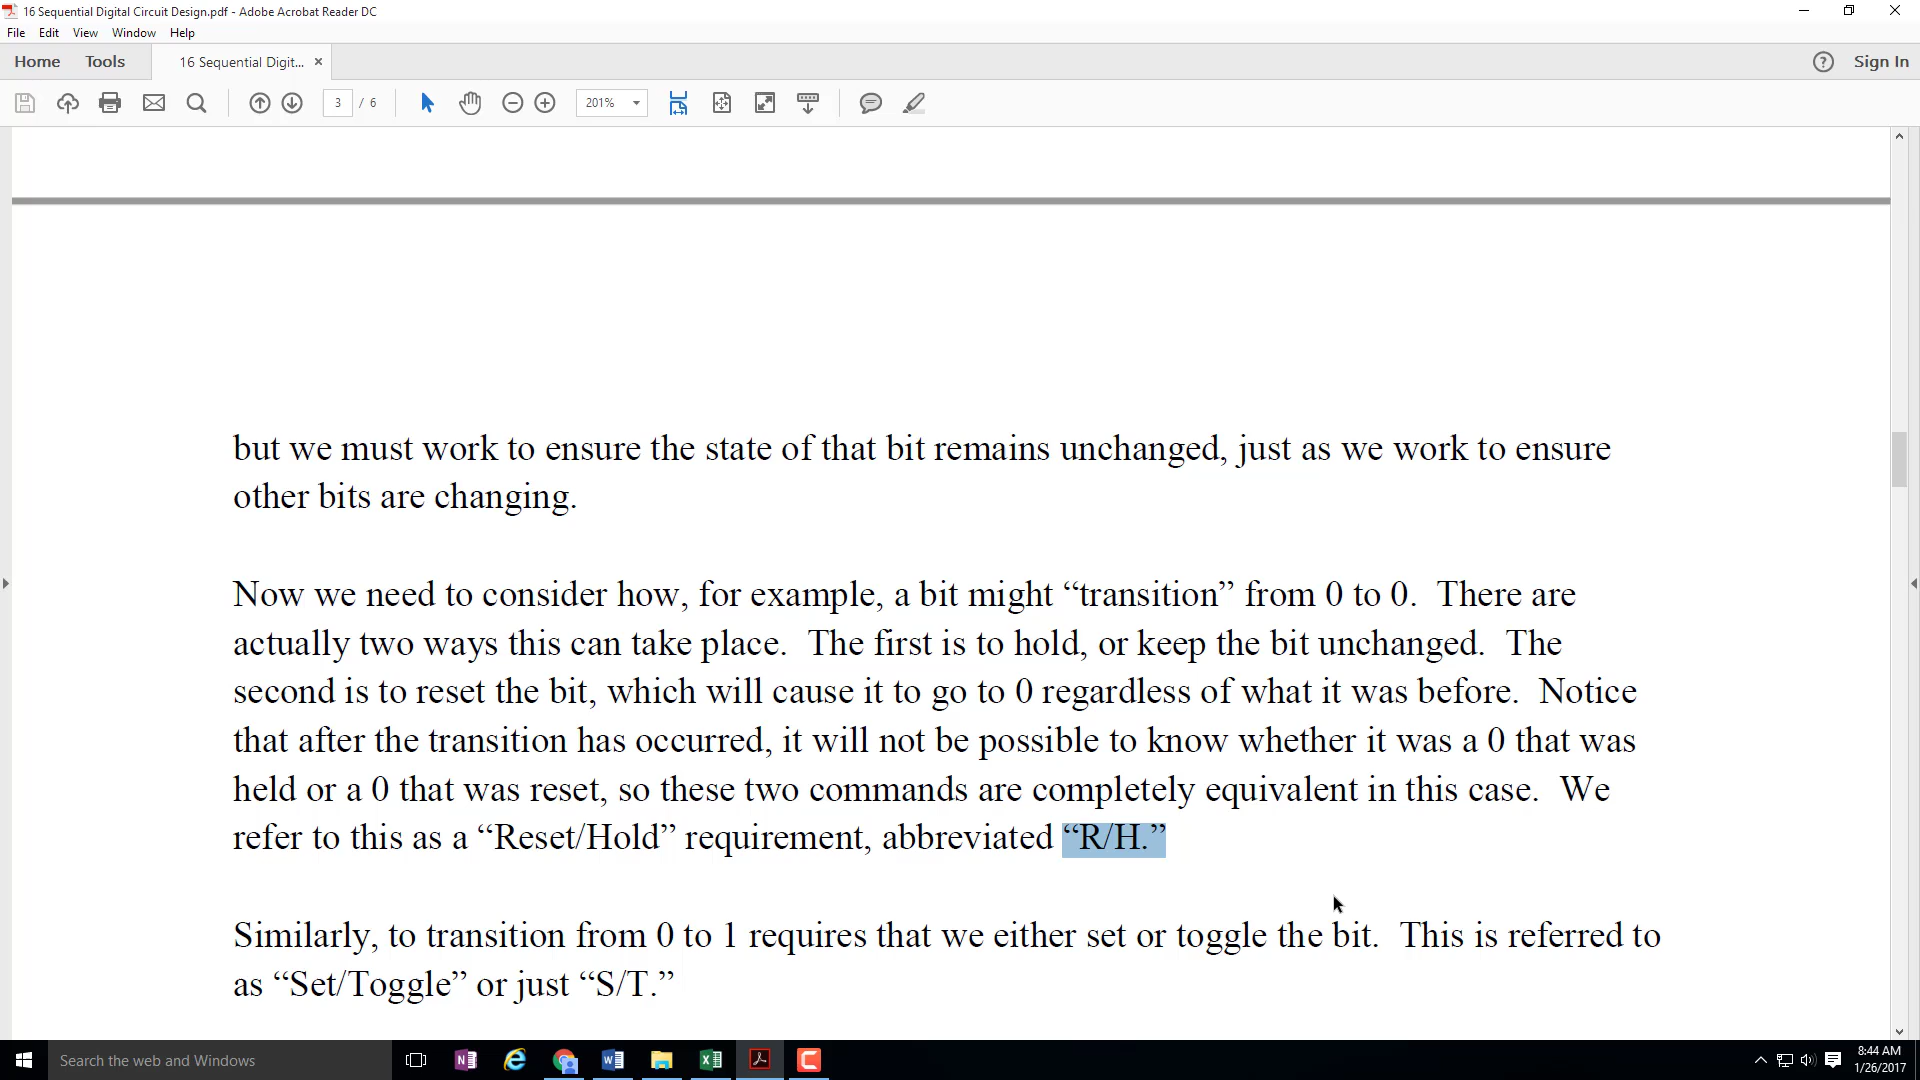 16 Sequential Digital Circuit Design.pdf - Adobe Acrobat Reader DC
File Edit View Window Help
Home Tools 16 Sequential Digit... × Sign In
3 / 6 201%
but we must work to ensure the state of that bit remains unchanged, just as we work to ensure
other bits are changing.
Now we need to consider how, for example, a bit might “transition” from 0 to 0. There are
actually two ways this can take place. The first is to hold, or keep the bit unchanged. The
second is to reset the bit, which will cause it to go to 0 regardless of what it was before. Notice
that after the transition has occurred, it will not be possible to know whether it was a 0 that was
held or a 0 that was reset, so these two commands are completely equivalent in this case. We
refer to this as a “Reset/Hold” requirement, abbreviated “R/H.”
Similarly, to transition from 0 to 1 requires that we either set or toggle the bit. This is referred to
as “Set/Toggle” or just “S/T.”
Search the web and Windows
8:44 AM
1/26/2017